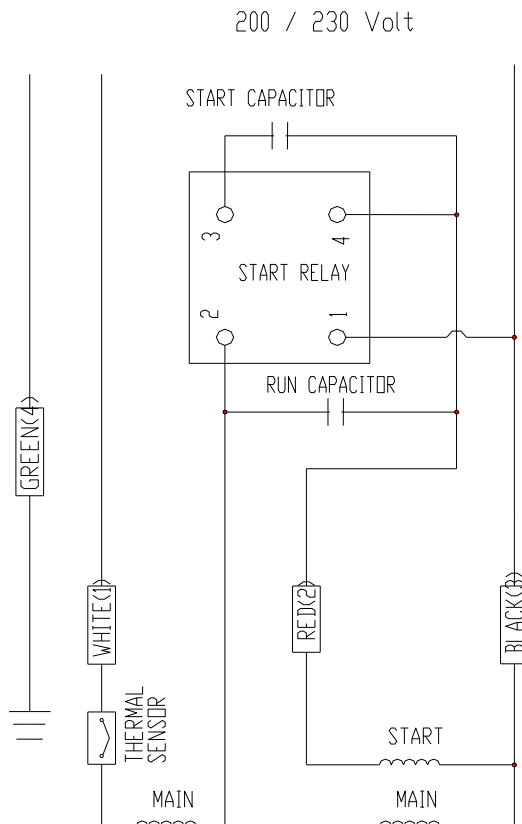 200 / 230 Volt
START CAPACITOR
3
4
START RELAY
2
1
RUN CAPACITOR
GREEN(4)
WHITE(1)
RED(2)
BLACK(3)
THERMAL
SENSOR
START
MAIN
MAIN